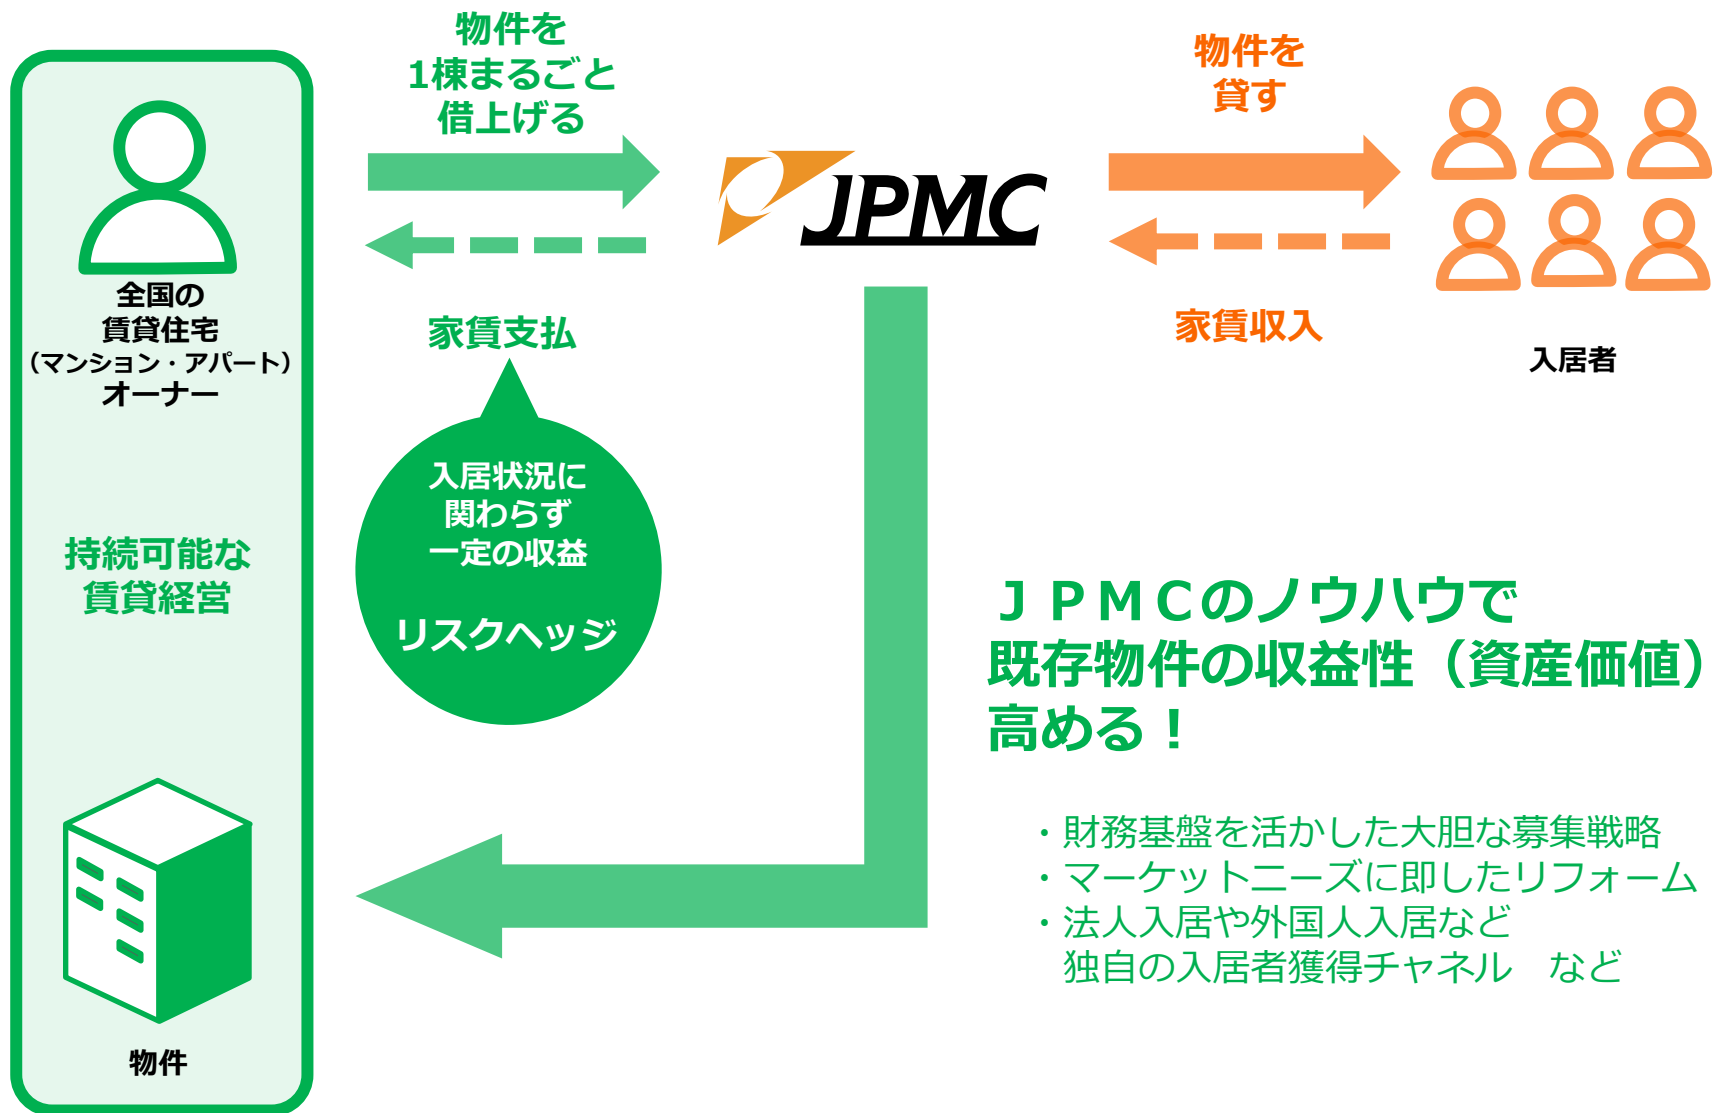 物件を
1棟まるごと
借上げる
物件を
貸す
JPMC
全国の
賃貸住宅
（マンション・アパート）
オーナー
家賃支払
家賃収入
入居者
入居状況に
関わらず
一定の収益
リスクヘッジ
持続可能な
賃貸経営
物件
ＪＰＭＣのノウハウで
既存物件の収益性（資産価値）
高める！
・財務基盤を活かした大胆な募集戦略
・マーケットニーズに即したリフォーム
・法人入居や外国人入居など
独自の入居者獲得チャネル　など